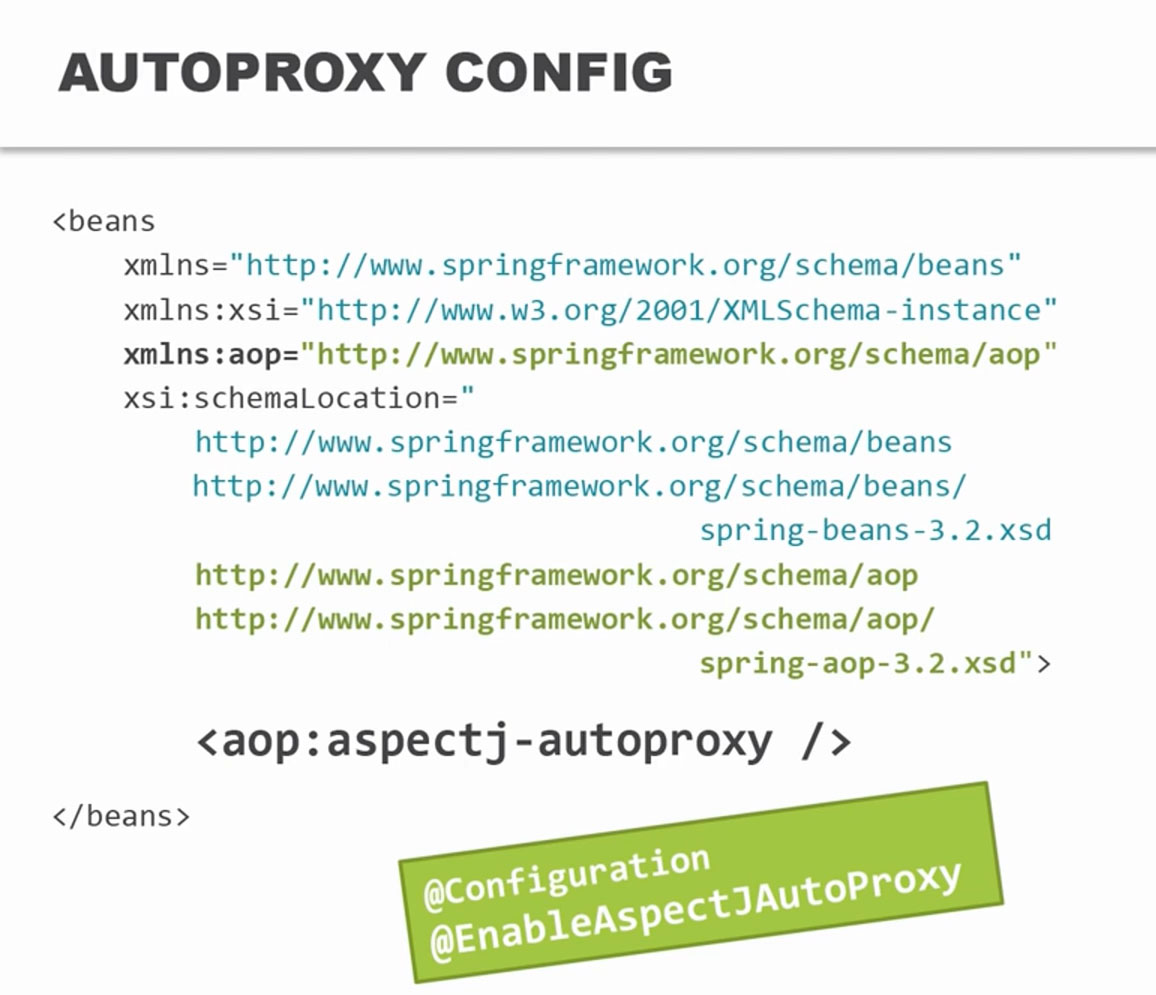 AUTOPROXY CONFIG
<beans
xmlns="http://www.springframework.org/schema/beans"
xmlns:xsi="http://www.w3.org/2001/XMLSchema-instance"
xmlns:aop="http://www.springframework.org/schema/aop"
xsi:schemaLocation="
http://www.springframework.org/schema/beans
http://www.springframework.org/schema/beans/
spring-beans-3.2.xsd
http://www.springframework.org/schema/aop
http://www.springframework.org/schema/aop/
spring-aop-3.2.xsd">
<aop:aspectj-autoproxy />
</beans>
@Configuration
@EnableAspectJAutoProxy